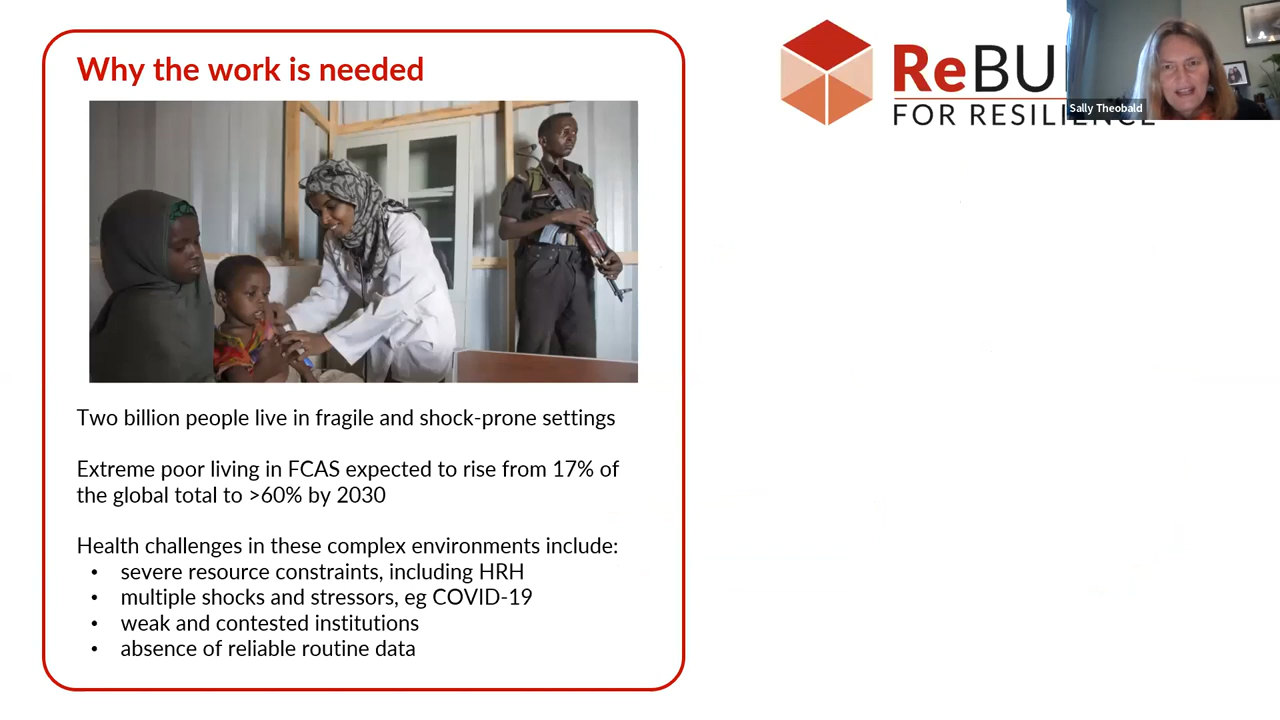 Why the work is needed
ReBU
FOR RESILIENCE
Sally Theobald
Two billion people live in fragile and shock-prone settings
Extreme poor living in FCAS expected to rise from 17% of
the global total to >60% by 2030
Health challenges in these complex environments include:
• severe resource constraints, including HRH
• multiple shocks and stressors, eg COVID-19
• weak and contested institutions
• absence of reliable routine data